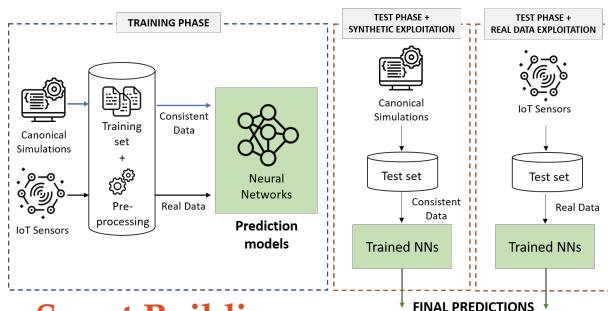 TRAINING PHASE
Canonical
Simulations
IoT Sensors
Training
set
+
Pre-
processing
Consistent
Data
Real Data
Neural
Networks
Prediction
models
TEST PHASE +
SYNTHETIC EXPLOITATION
Canonical
Simulations
Test set
Consistent
Data
Trained NNs
TEST PHASE +
REAL DATA EXPLOITATION
IoT Sensors
Test set
Real Data
Trained NNs
FINAL PREDICTIONS